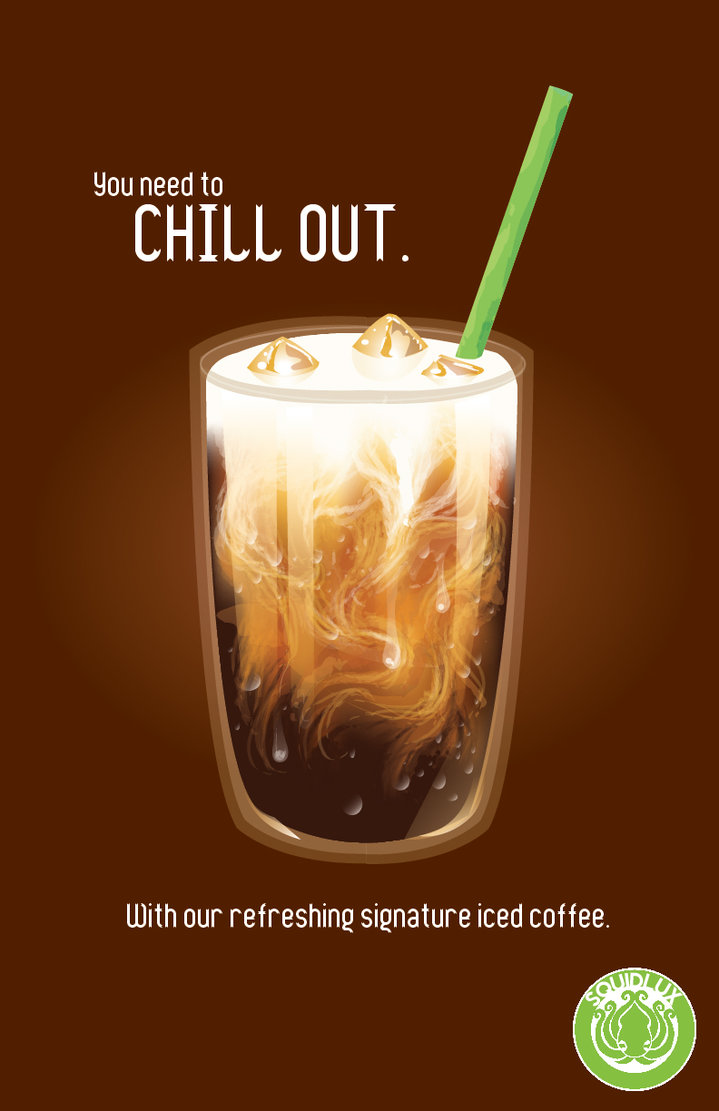 You need to
CHILL OUT.
With our refreshing signature iced coffee.
SQUIDLUX